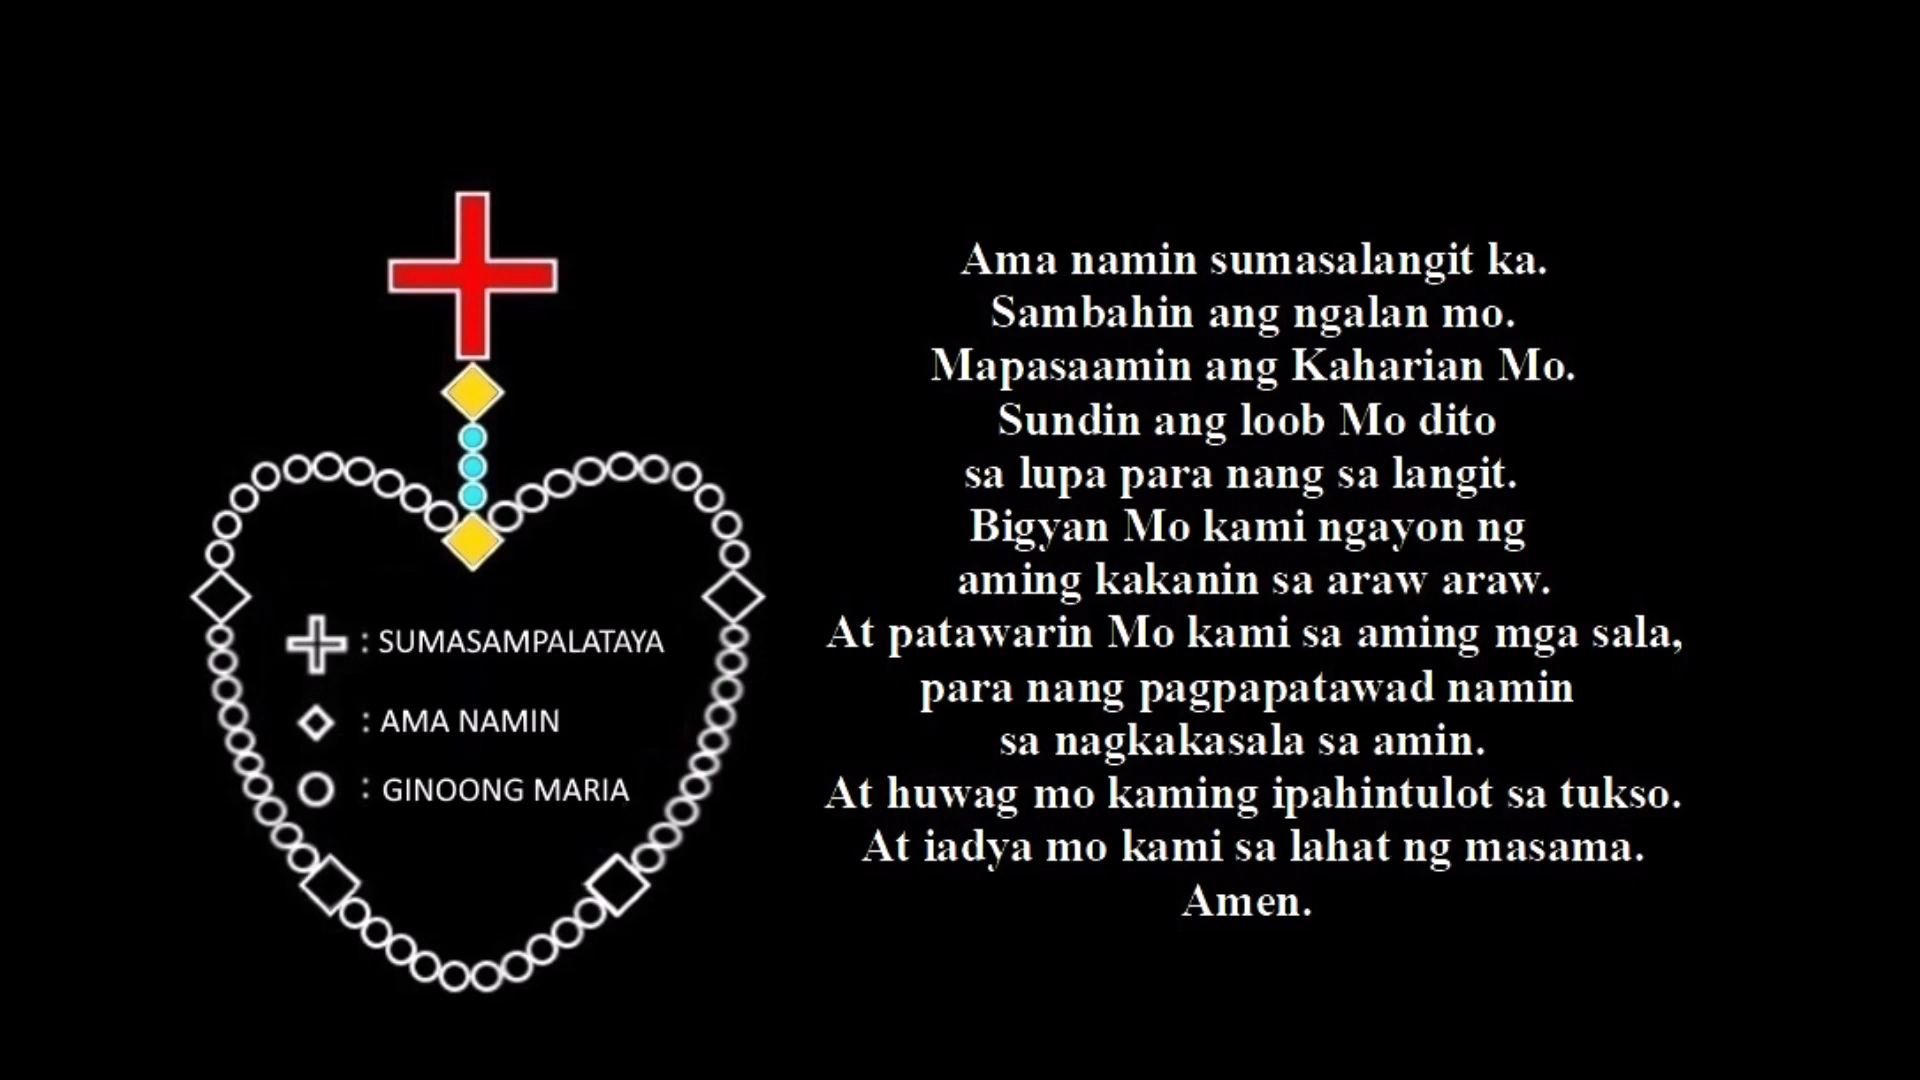 : SUMASAMPALATAYA
: AMA NAMIN
: GINOONG MARIA
Ama namin sumasalangit ka.
Sambahin ang ngalan mo.
Mapasaamin ang Kaharian Mo.
Sundin ang loob Mo dito
sa lupa para nang sa langit.
Bigyan Mo kami ngayon ng
aming kakanin sa araw araw.
At patawarin Mo kami sa aming mga sala,
para nang pagpapatawad namin
sa nagkakasala sa amin.
At huwag mo kaming ipahintulot sa tukso.
At iadya mo kami sa lahat ng masama.
Amen.